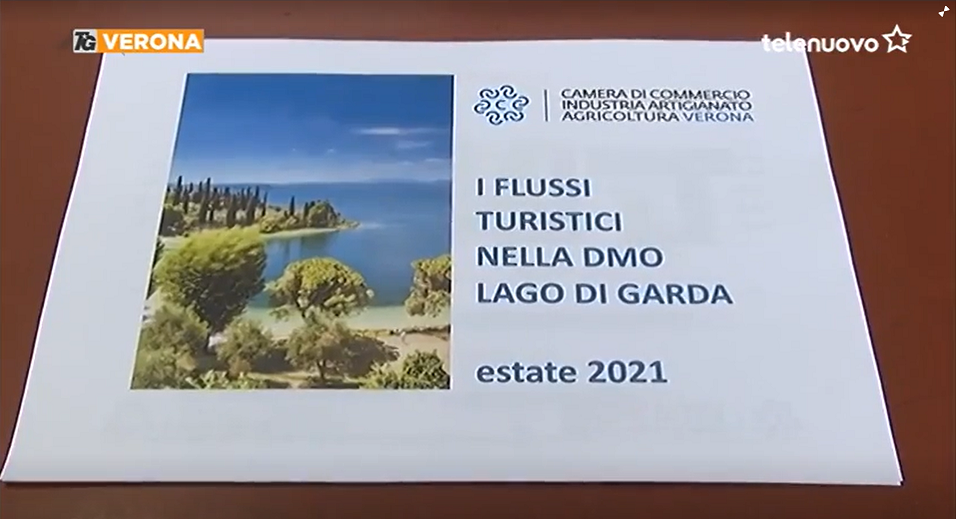 TG VERONA
telenuovo
CCC
CAMERA DI COMMERCIO
INDUSTRIA ARTIGIANATO
AGRICOLTURA VERONA
I FLUSSI
TURISTICI
NELLA DMO
LAGO DI GARDA
estate 2021